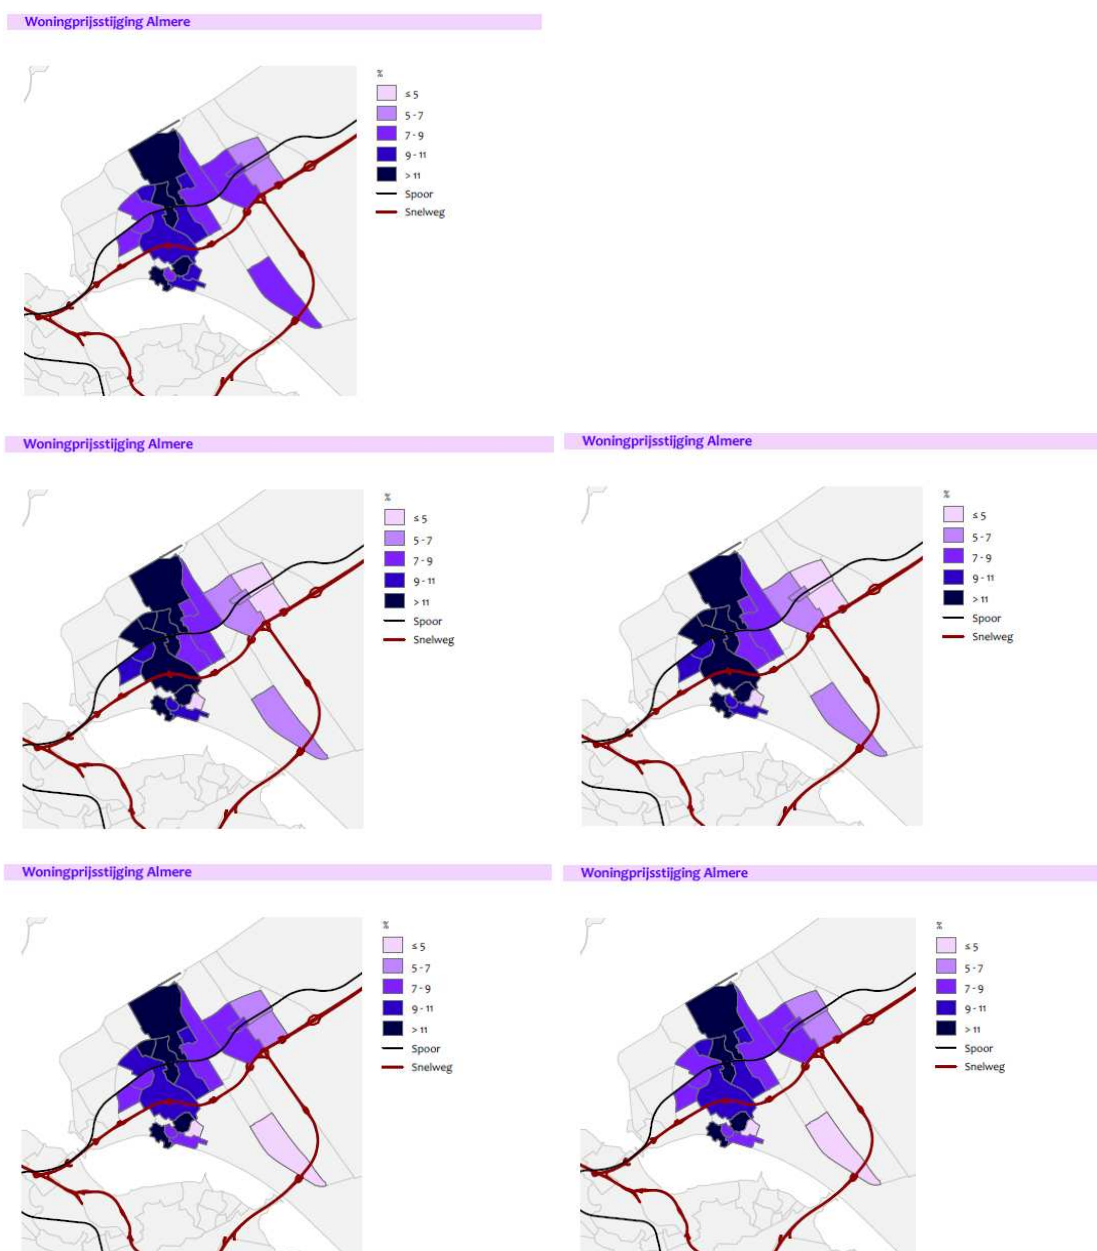 Woningprijsstijging Almere
%
≤ 5
5 - 7
7 - 9
9 - 11
> 11
Spoor
Snelweg
Woningprijsstijging Almere
%
≤ 5
5 - 7
7 - 9
9 - 11
> 11
Spoor
Snelweg
Woningprijsstijging Almere
%
≤ 5
5 - 7
7 - 9
9 - 11
> 11
Spoor
Snelweg
Woningprijsstijging Almere
%
≤ 5
5 - 7
7 - 9
9 - 11
> 11
Spoor
Snelweg
Woningprijsstijging Almere
%
≤ 5
5 - 7
7 - 9
9 - 11
> 11
Spoor
Snelweg